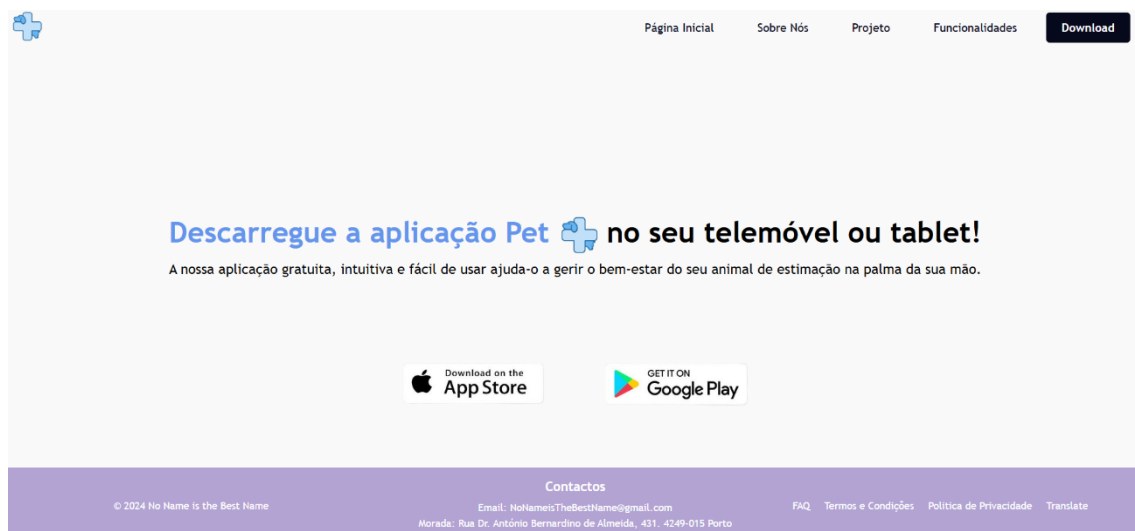 Página Inicial Sobre Nós Projeto Funcionalidades Download
Descarregue a aplicação Pet no seu telemóvel ou tablet!
A nossa aplicação gratuita, intuitiva e fácil de usar ajuda-o a gerir o bem-estar do seu animal de estimação na palma da sua mão.
Download on the
App Store
GET IT ON
Google Play
Contactos
© 2024 No Name is the Best Name
Email: NoNameisTheBestName@gmail.com
Morada: Rua Dr. António Bernardino de Almeida, 431. 4249-015 Porto
FAQ Termos e Condições Politica de Privacidade Translate